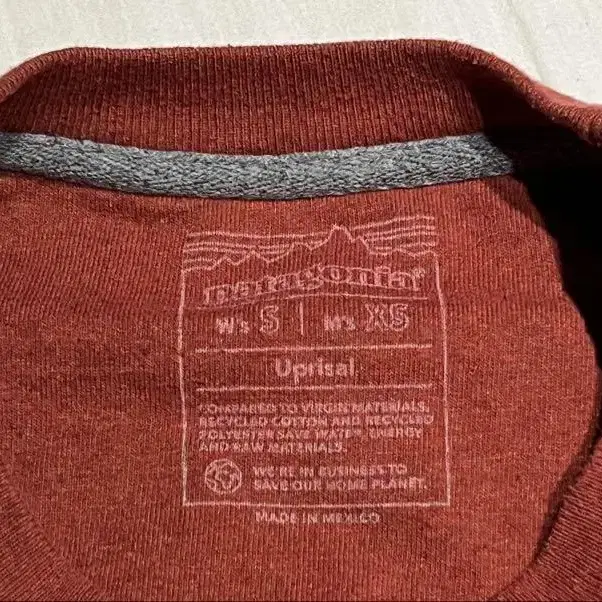 patagonia®
W's S | M's XS
Uprisal
COMPARED TO VIRGIN MATERIALS,
RECYCLED COTTON AND RECYCLED
POLYESTER SAVE WATER, ENERGY
AND RAW MATERIALS.
WE'RE IN BUSINESS TO
SAVE OUR HOME PLANET.
MADE IN MEXICO